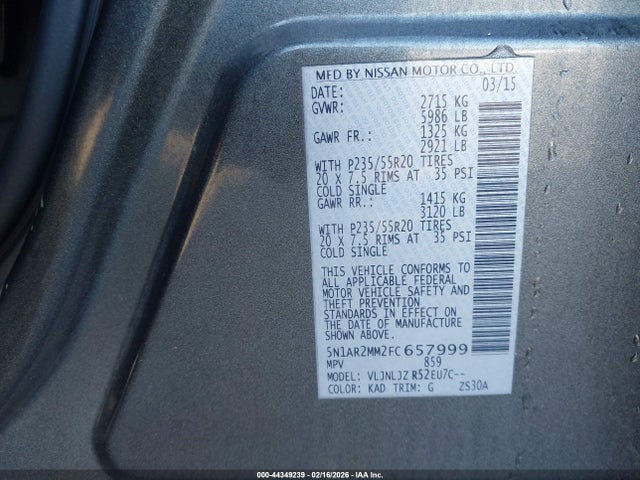 MFD BY NISSAN MOTOR CO., LTD.
DATE: 03/15
GVWR: 2715 KG
5986 LB
GAWR FR.: 1325 KG
2921 LB
WITH P235/55R20 TIRES
20 X 7.5 RIMS AT 35 PSI
COLD SINGLE
GAWR RR.: 1415 KG
3120 LB
WITH P235/55R20 TIRES
20 X 7.5 RIMS AT 35 PSI
COLD SINGLE
THIS VEHICLE CONFORMS TO
ALL APPLICABLE FEDERAL
MOTOR VEHICLE SAFETY AND
THEFT PREVENTION
STANDARDS IN EFFECT ON
THE DATE OF MANUFACTURE
SHOWN ABOVE.
5N1AR2MM2FC657999
MPV 859
MODEL: VLJNLJZ R52EU7C--
COLOR: KAD TRIM: G ZS30A
000-44349239 - 02/16/2026 - IAA Inc.